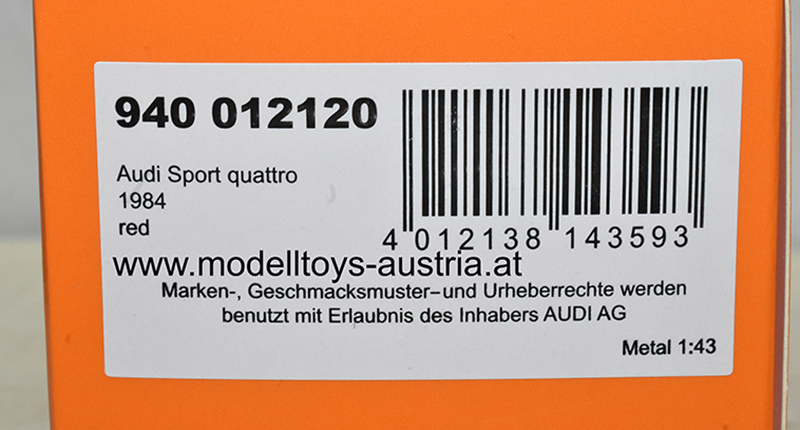 940 012120
Audi Sport quattro
1984
red
4 012138 143593
www.modelltoys-austria.at
Marken-, Geschmacksmuster-und Urheberrechte werden
benutzt mit Erlaubnis des Inhabers AUDI AG
Metal 1:43